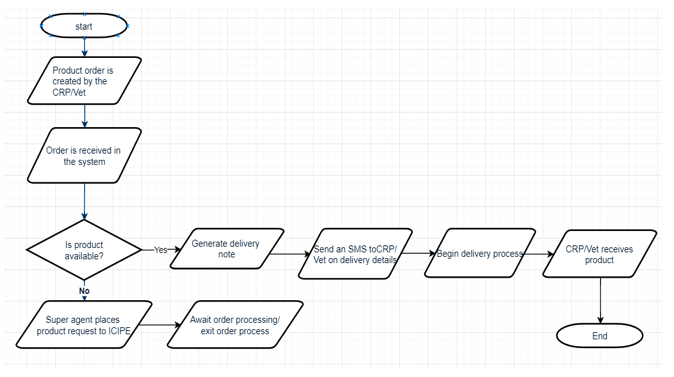 start
Product order is
created by the
CRP/Vet
Order is received in
the system
Is product
available?
Yes
Generate delivery
note
Send an SMS toCRP/
Vet on delivery details
Begin delivery process
CRP/Vet receives
product
No
Super agent places
product request to ICIPE
Await order processing/
exit order process
End